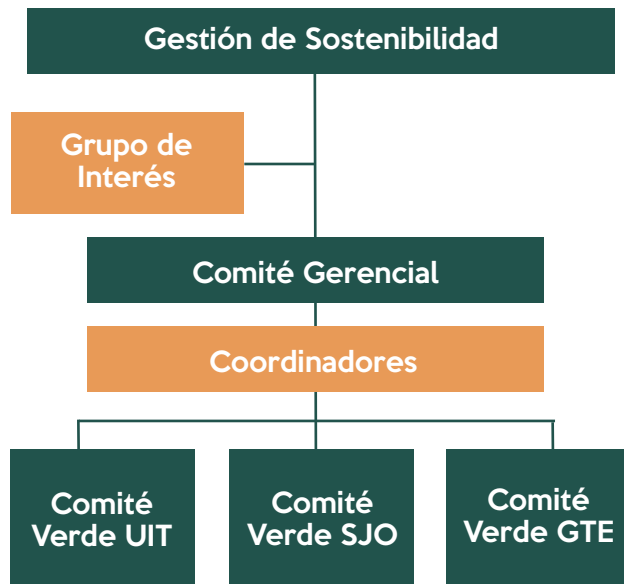 Gestión de Sostenibilidad
Grupo de
Interés
Comité Gerencial
Coordinadores
Comité
Verde UIT
Comité
Verde SJO
Comité
Verde GTE